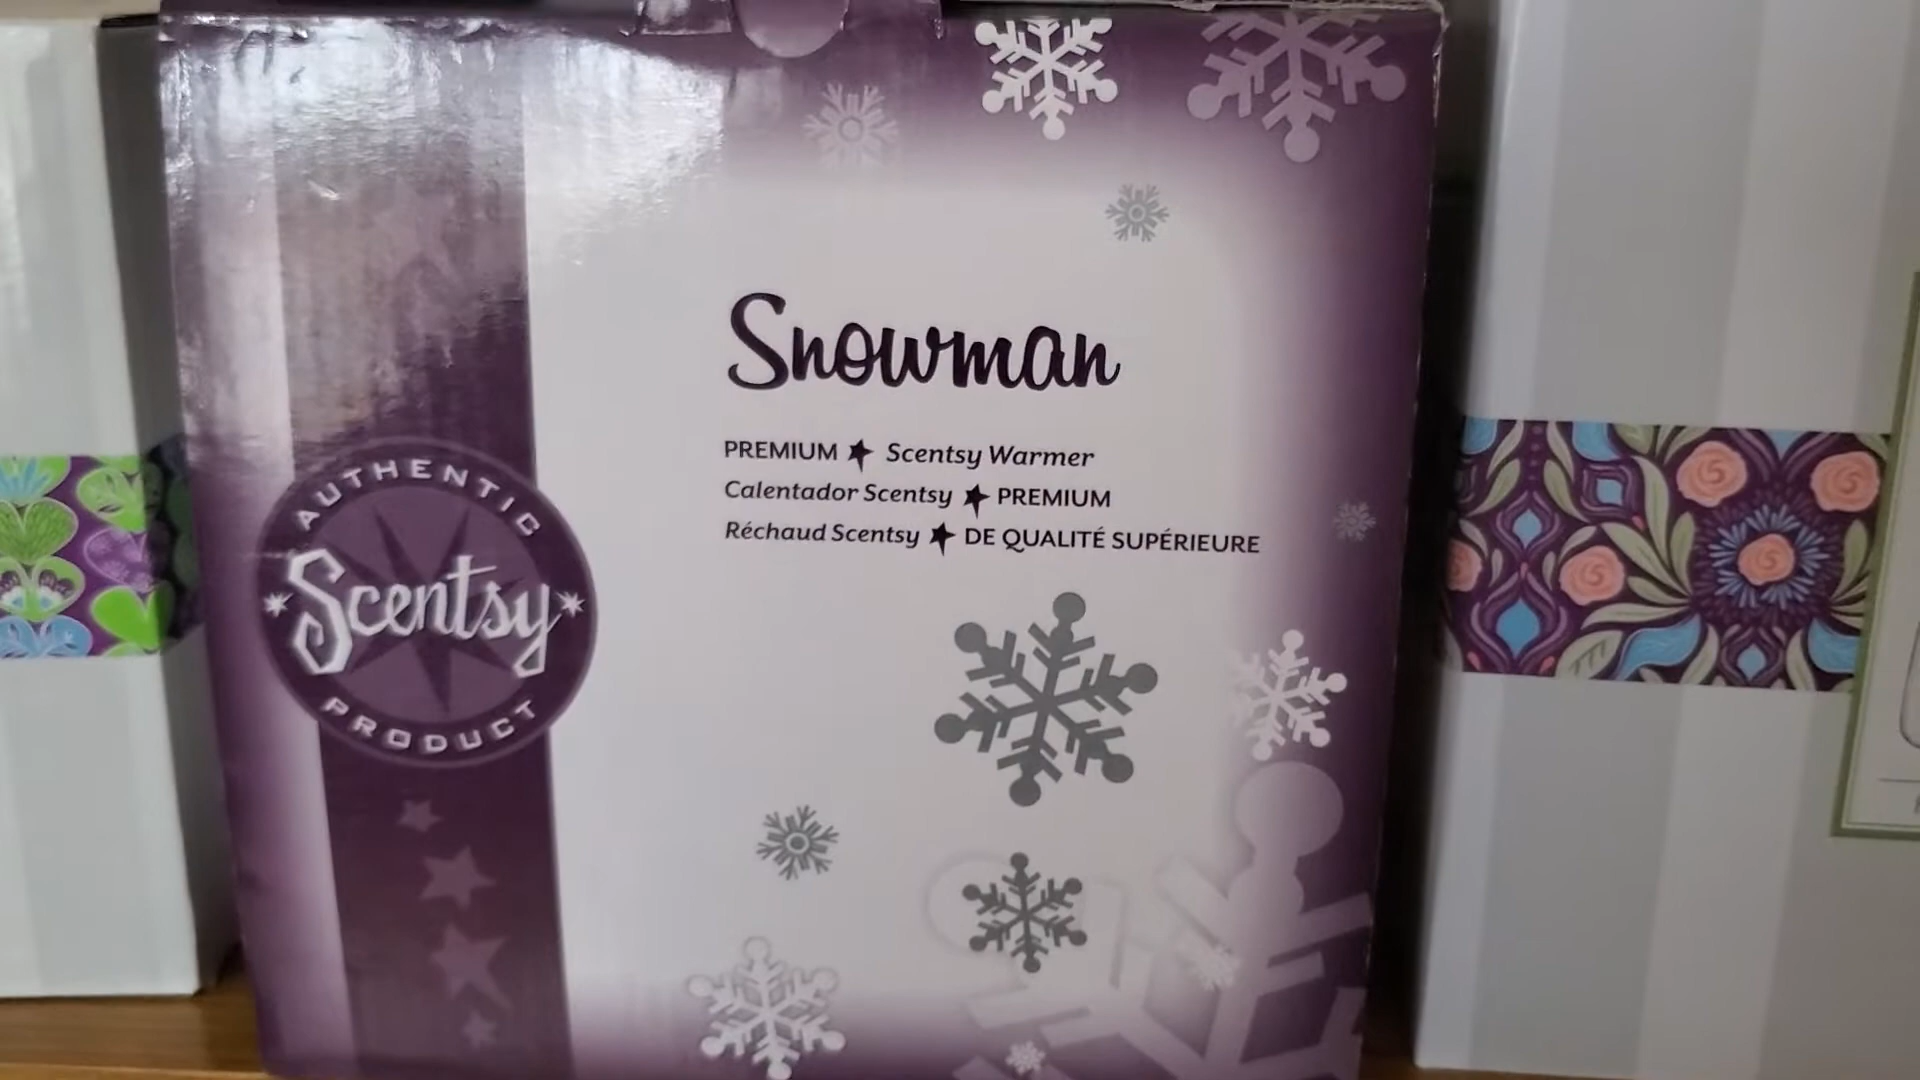 Snowman
PREMIUM ★ Scentsy Warmer
Calentador Scentsy ★ PREMIUM
Réchaud Scentsy ★ DE QUALITÉ SUPÉRIEURE
AUTHENTIC
Scentsy
PRODUCT